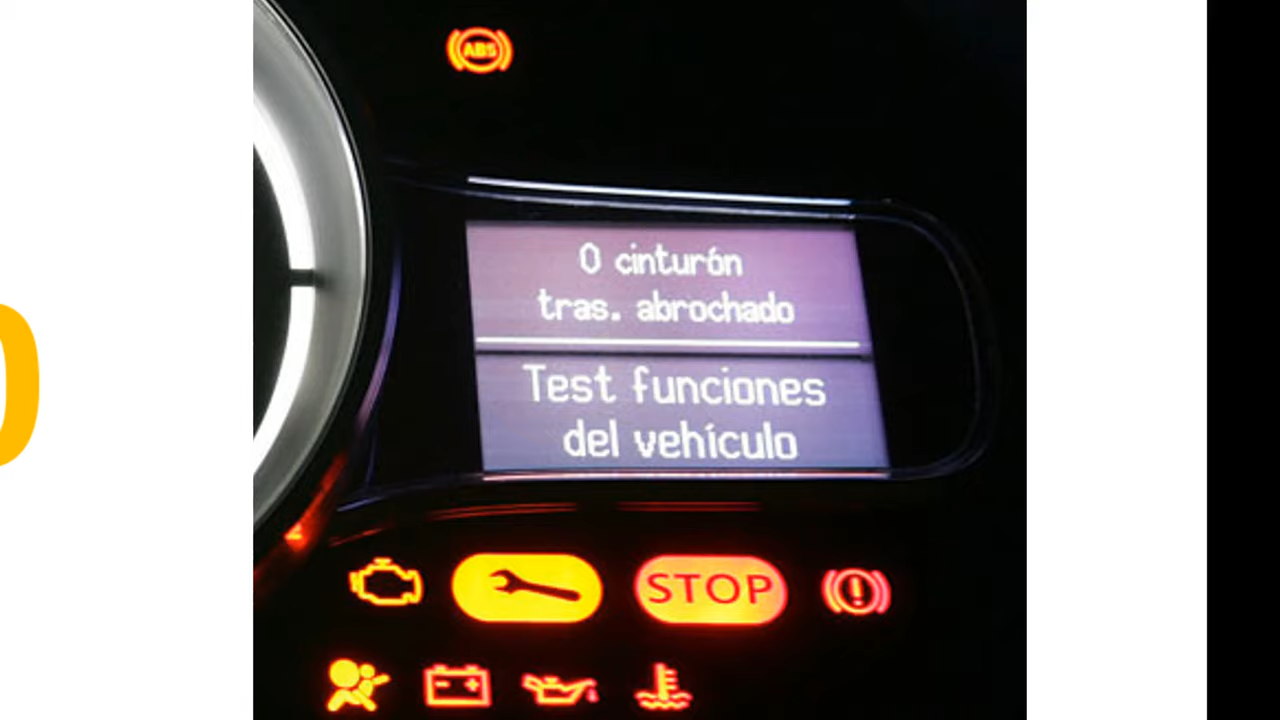 ABS
0 cinturón
tras. abrochado
Test funciones
del vehículo
STOP